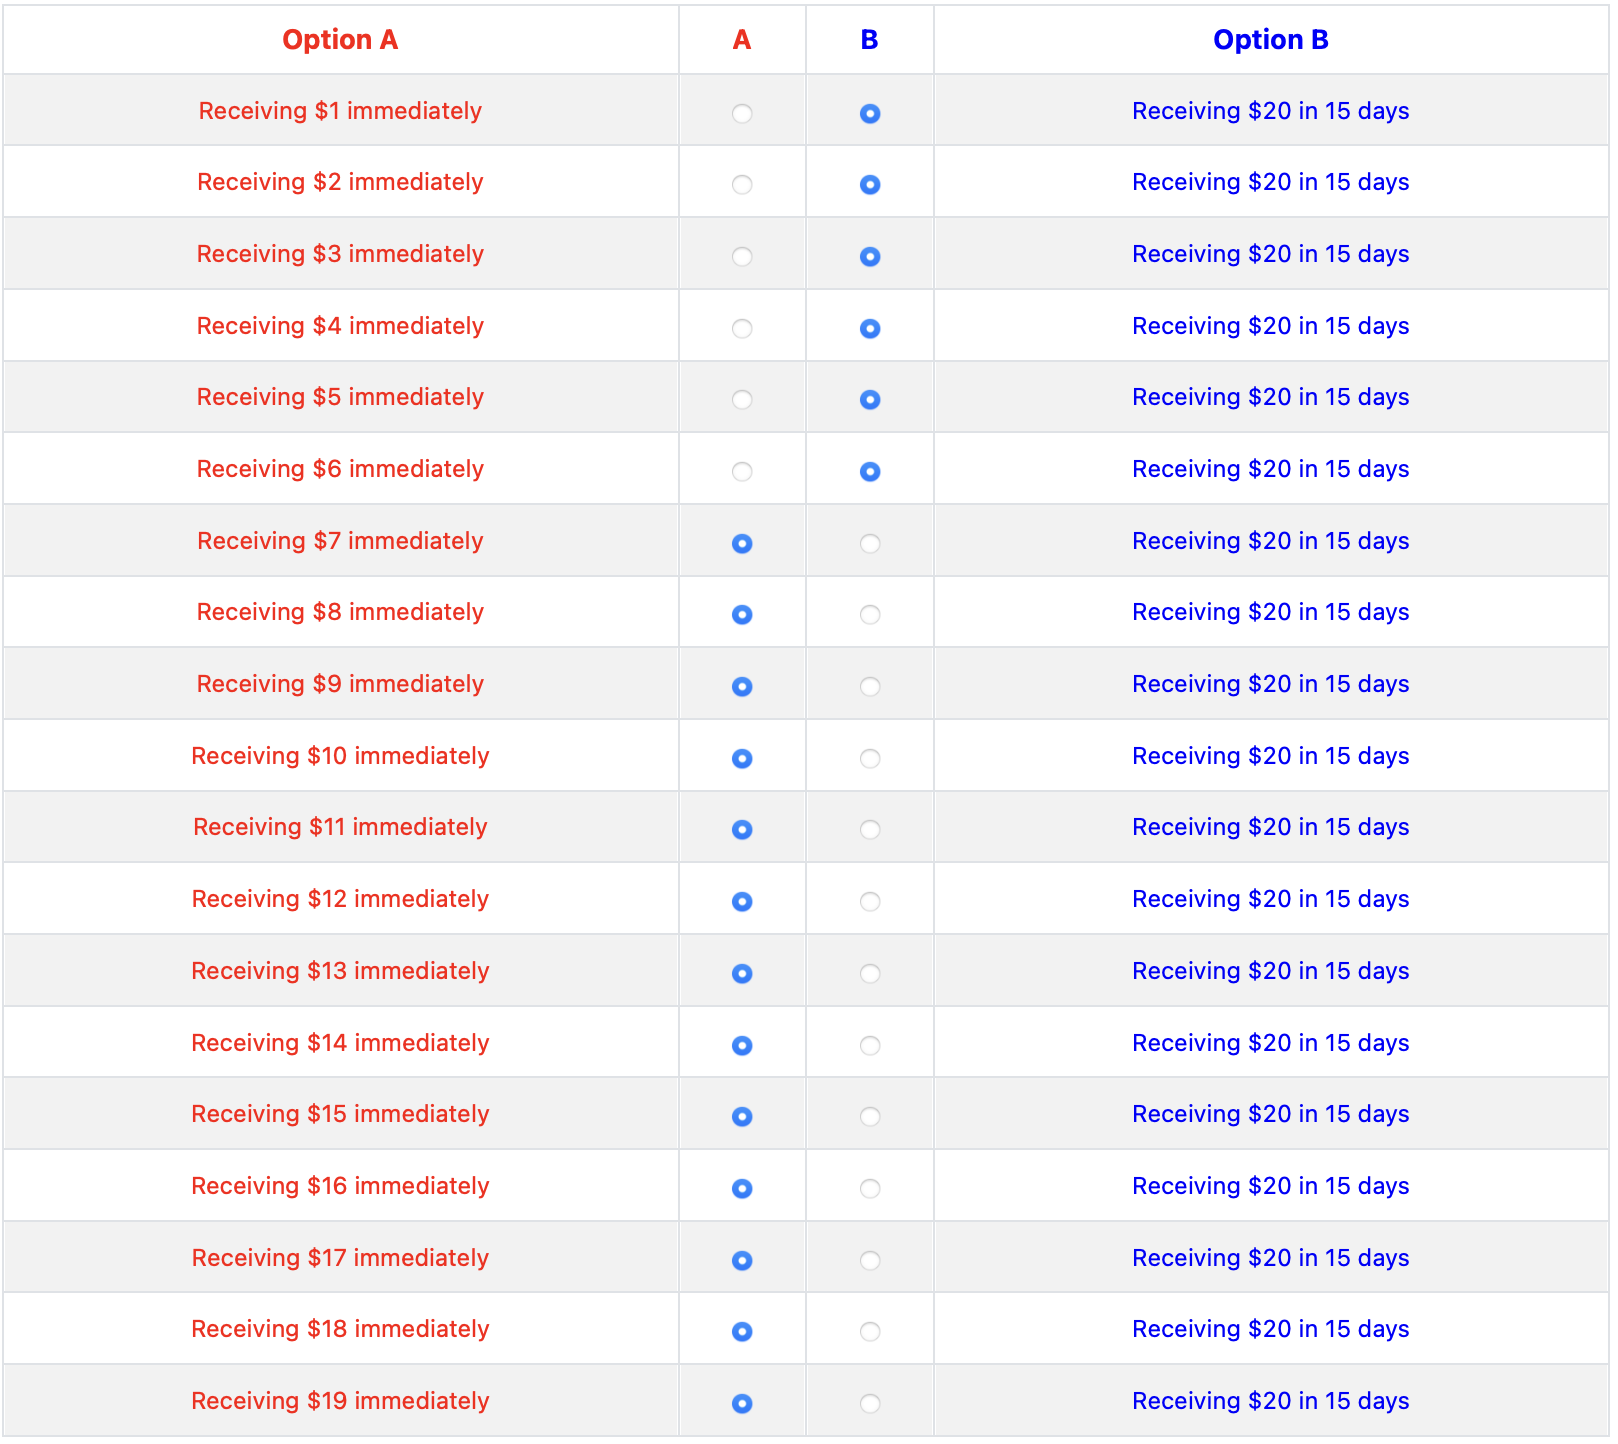 Option A A B Option B
Receiving $1 immediately Receiving $20 in 15 days
Receiving $2 immediately Receiving $20 in 15 days
Receiving $3 immediately Receiving $20 in 15 days
Receiving $4 immediately Receiving $20 in 15 days
Receiving $5 immediately Receiving $20 in 15 days
Receiving $6 immediately Receiving $20 in 15 days
Receiving $7 immediately Receiving $20 in 15 days
Receiving $8 immediately Receiving $20 in 15 days
Receiving $9 immediately Receiving $20 in 15 days
Receiving $10 immediately Receiving $20 in 15 days
Receiving $11 immediately Receiving $20 in 15 days
Receiving $12 immediately Receiving $20 in 15 days
Receiving $13 immediately Receiving $20 in 15 days
Receiving $14 immediately Receiving $20 in 15 days
Receiving $15 immediately Receiving $20 in 15 days
Receiving $16 immediately Receiving $20 in 15 days
Receiving $17 immediately Receiving $20 in 15 days
Receiving $18 immediately Receiving $20 in 15 days
Receiving $19 immediately Receiving $20 in 15 days